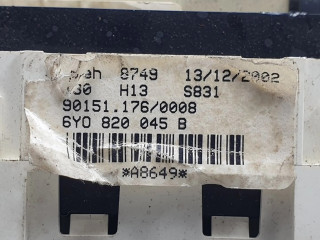 8749 13/12/2002
H13 S831
90151.176/0008
6Y0 820 045 B
*A8649*